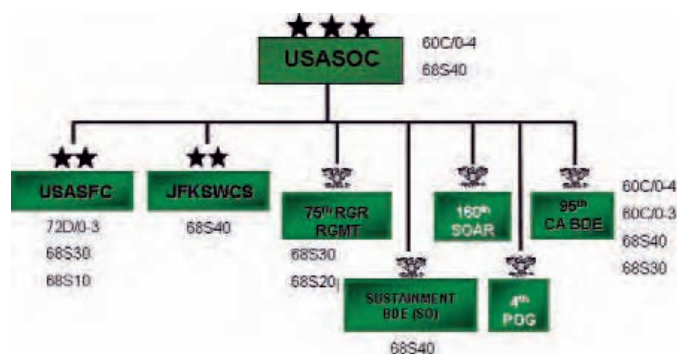 USASOC
60C/0-4
68S40
USASFC
72D/0-3
68S30
68S10
JFKSWCS
68S40
75th RGR
RGMT
68S30
68S20
SUSTAINMENT
BDE (SO)
68S40
160th
SOAR
4th
POG
95th
CA BDE
60C/0-4
60C/0-3
68S40
68S30